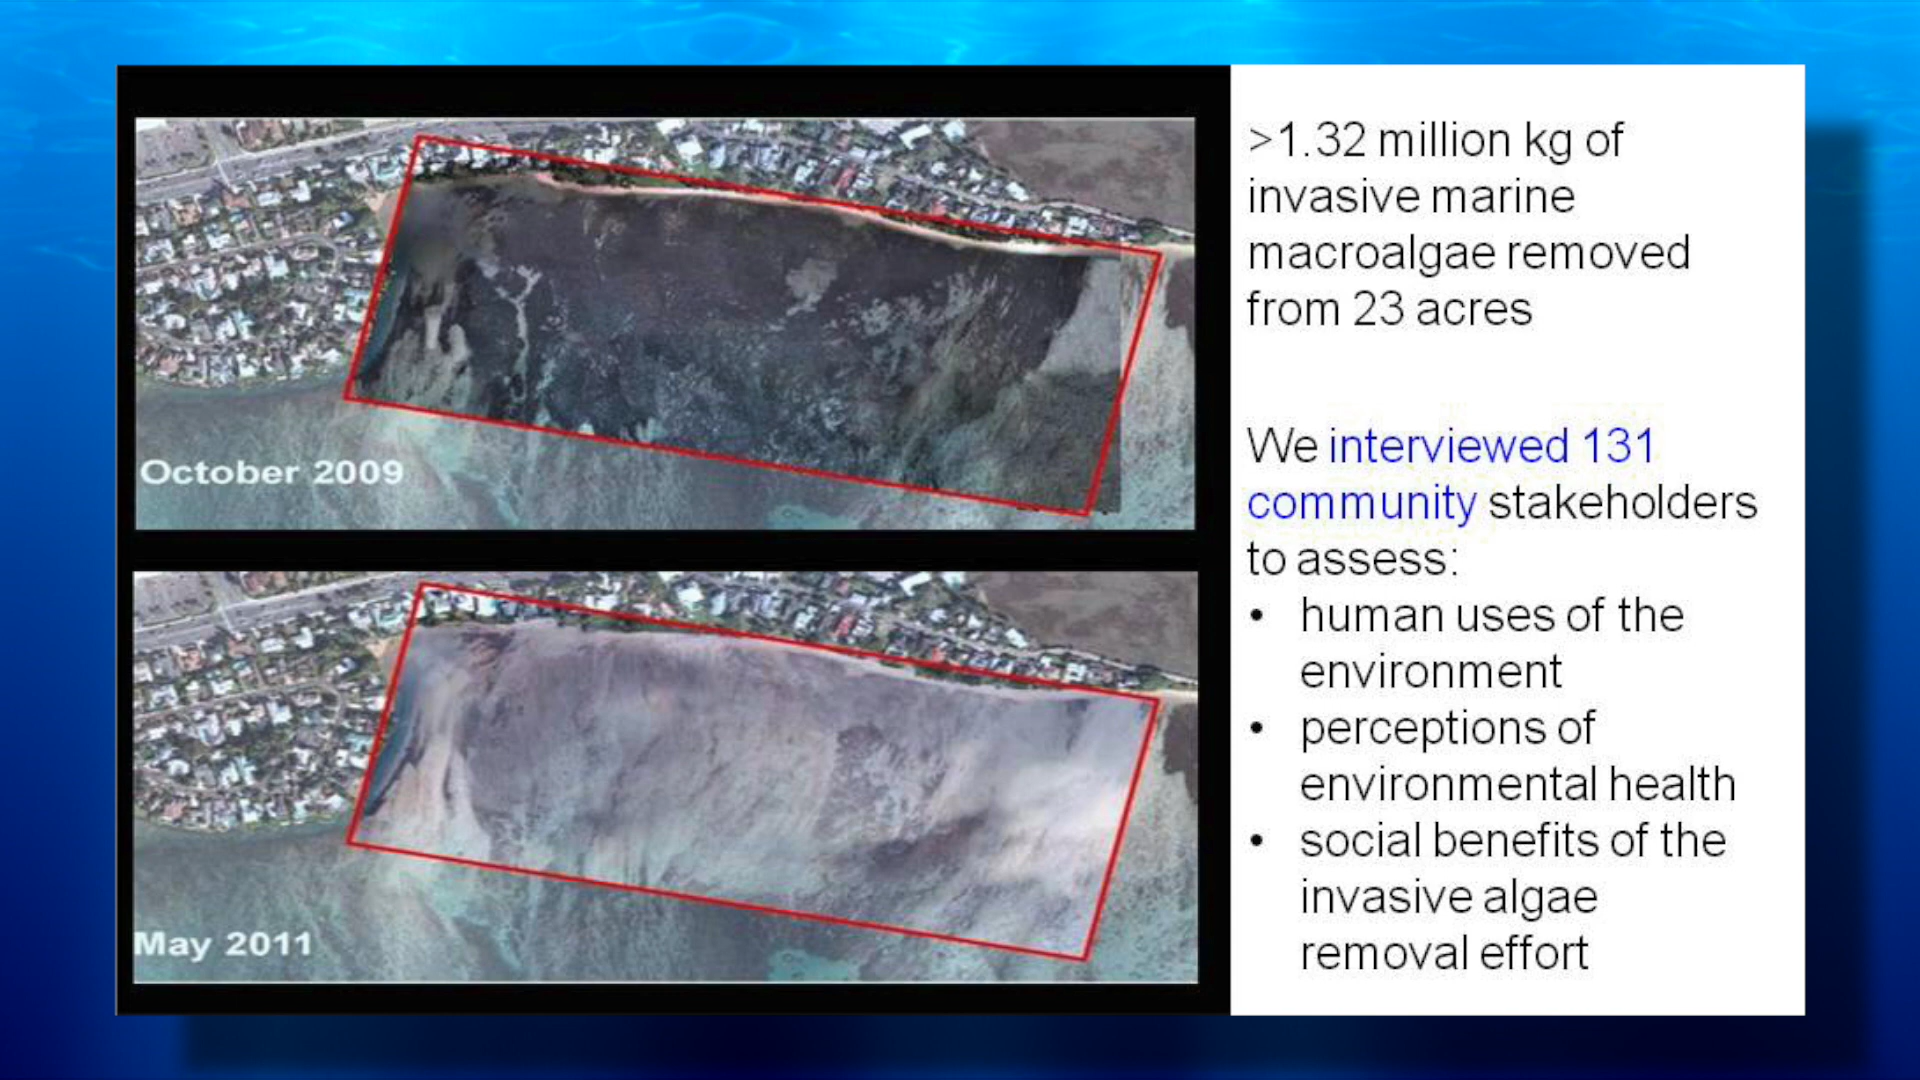 October 2009
May 2011
>1.32 million kg of
invasive marine
macroalgae removed
from 23 acres
We interviewed 131
community stakeholders
to assess:
• human uses of the
environment
• perceptions of
environmental health
• social benefits of the
invasive algae
removal effort